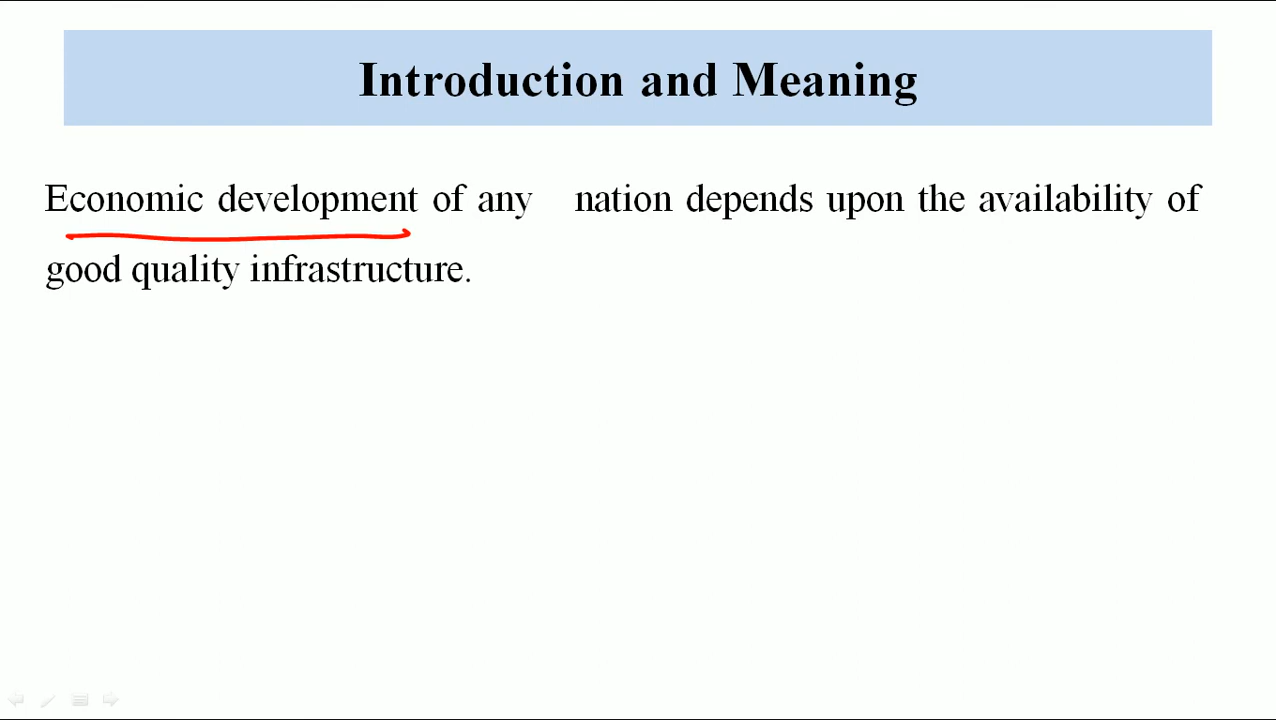 Introduction and Meaning
Economic development of any nation depends upon the availability of
good quality infrastructure.